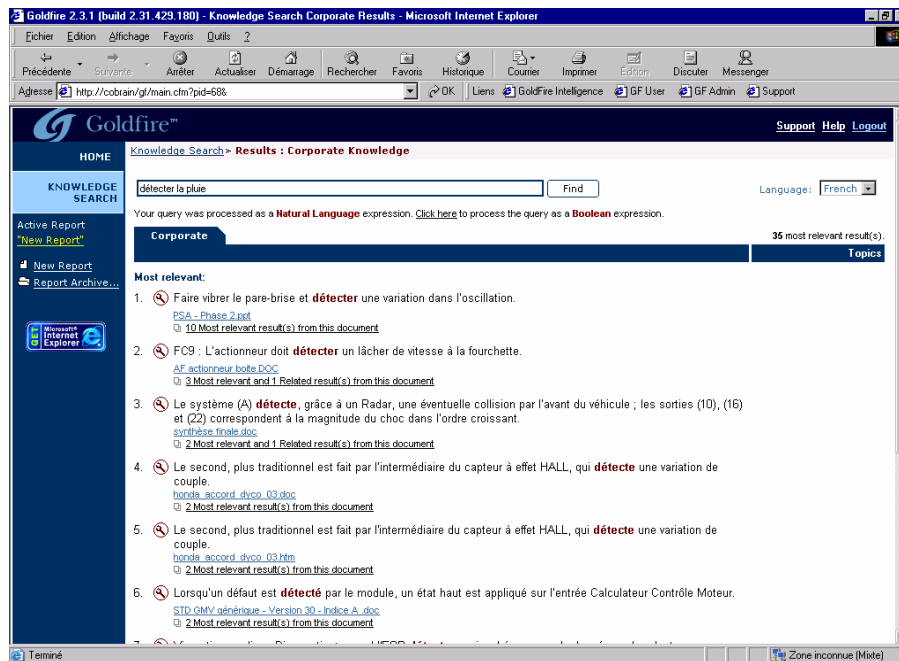 Goldfire 2.3.1 (build 2.31.429.180) - Knowledge Search Corporate Results - Microsoft Internet Explorer
Fichier Edition Affichage Favoris Outils ?
Précédente Suivante Arrêter Actualiser Démarrage Rechercher Favoris Historique Courrier Imprimer Edition Discuter Messenger
Adresse http://cobrain/gf/main.cfm?pid=68& OK Liens GoldFire Intelligence GF User GF Admin Support
Goldfire™
Support Help Logout
HOME
Knowledge Search > Results : Corporate Knowledge
KNOWLEDGE
SEARCH
détecter la pluie Find Language: French
Your query was processed as a Natural Language expression. Click here to process the query as a Boolean expression.
Active Report
"New Report"
New Report
Report Archive...
Microsoft®
Internet
Explorer
GET
Corporate
35 most relevant result(s).
Topics
Most relevant:
1. Faire vibrer le pare-brise et détecter une variation dans l'oscillation.
PSA - Phase 2.ppt
10 Most relevant result(s) from this document
2. FC9 : L'actionneur doit détecter un lâcher de vitesse à la fourchette.
AF actionneur boite.DOC
3 Most relevant and 1 Related result(s) from this document
3. Le système (A) détecte, grâce à un Radar, une éventuelle collision par l'avant du véhicule ; les sorties (10), (16)
et (22) correspondent à la magnitude du choc dans l'ordre croissant.
synthèse finale.doc
2 Most relevant and 1 Related result(s) from this document
4. Le second, plus traditionnel est fait par l'intermédiaire du capteur à effet HALL, qui détecte une variation de
couple.
honda_accord_dyco_03.doc
2 Most relevant result(s) from this document
5. Le second, plus traditionnel est fait par l'intermédiaire du capteur à effet HALL, qui détecte une variation de
couple.
honda_accord_dyco_03.htm
2 Most relevant result(s) from this document
6. Lorsqu'un défaut est détecté par le module, un état haut est appliqué sur l'entrée Calculateur Contrôle Moteur.
STD GMV générique - Version 30 - Indice A .doc
2 Most relevant result(s) from this document
Terminé Zone inconnue (Mixte)